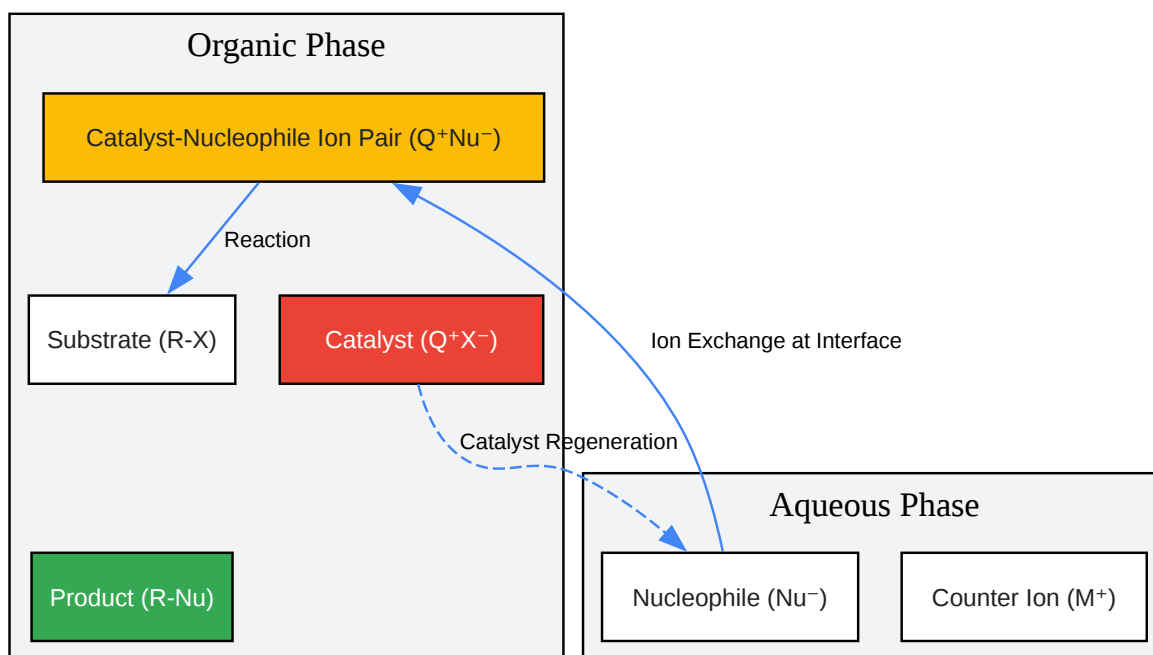 Organic Phase
Catalyst-Nucleophile Ion Pair (Q⁺Nu⁻)
Reaction
Substrate (R-X)
Catalyst (Q⁺X⁻)
Ion Exchange at Interface
Catalyst Regeneration
Aqueous Phase
Product (R-Nu)
Nucleophile (Nu⁻)
Counter Ion (M⁺)